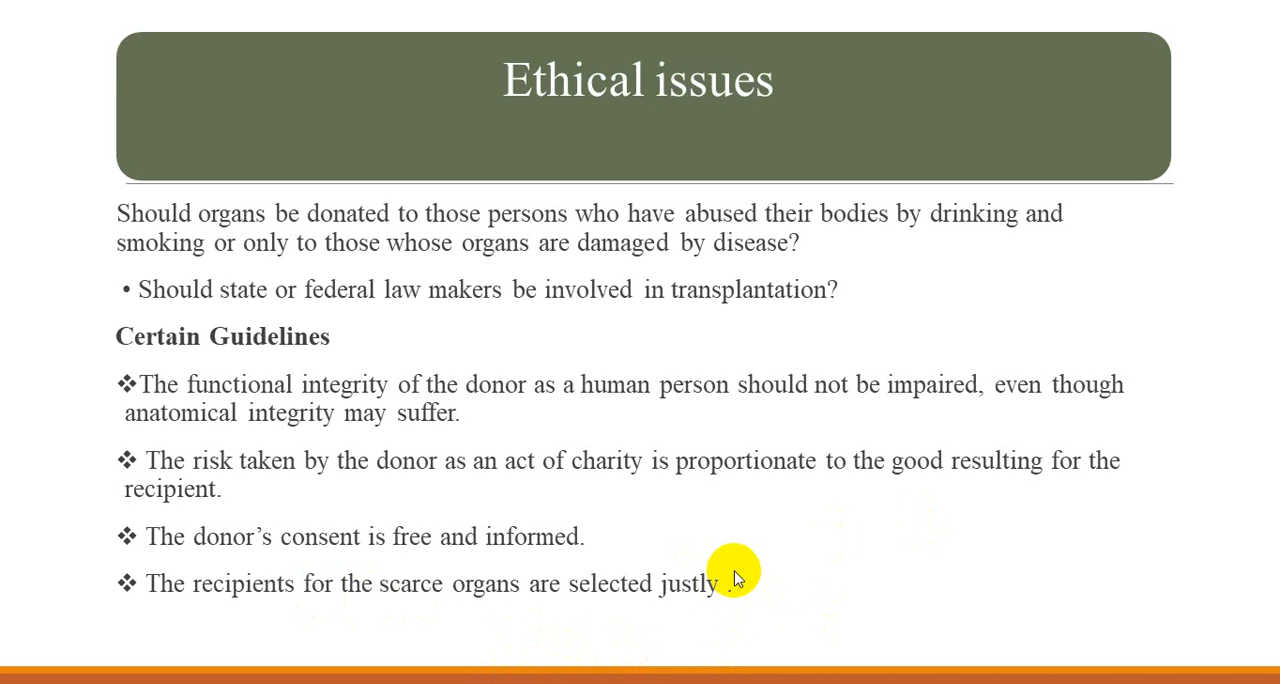 Ethical issues
Should organs be donated to those persons who have abused their bodies by drinking and
smoking or only to those whose organs are damaged by disease?
• Should state or federal law makers be involved in transplantation?
Certain Guidelines
❖The functional integrity of the donor as a human person should not be impaired, even though
anatomical integrity may suffer.
❖ The risk taken by the donor as an act of charity is proportionate to the good resulting for the
recipient.
❖ The donor’s consent is free and informed.
❖ The recipients for the scarce organs are selected justly .